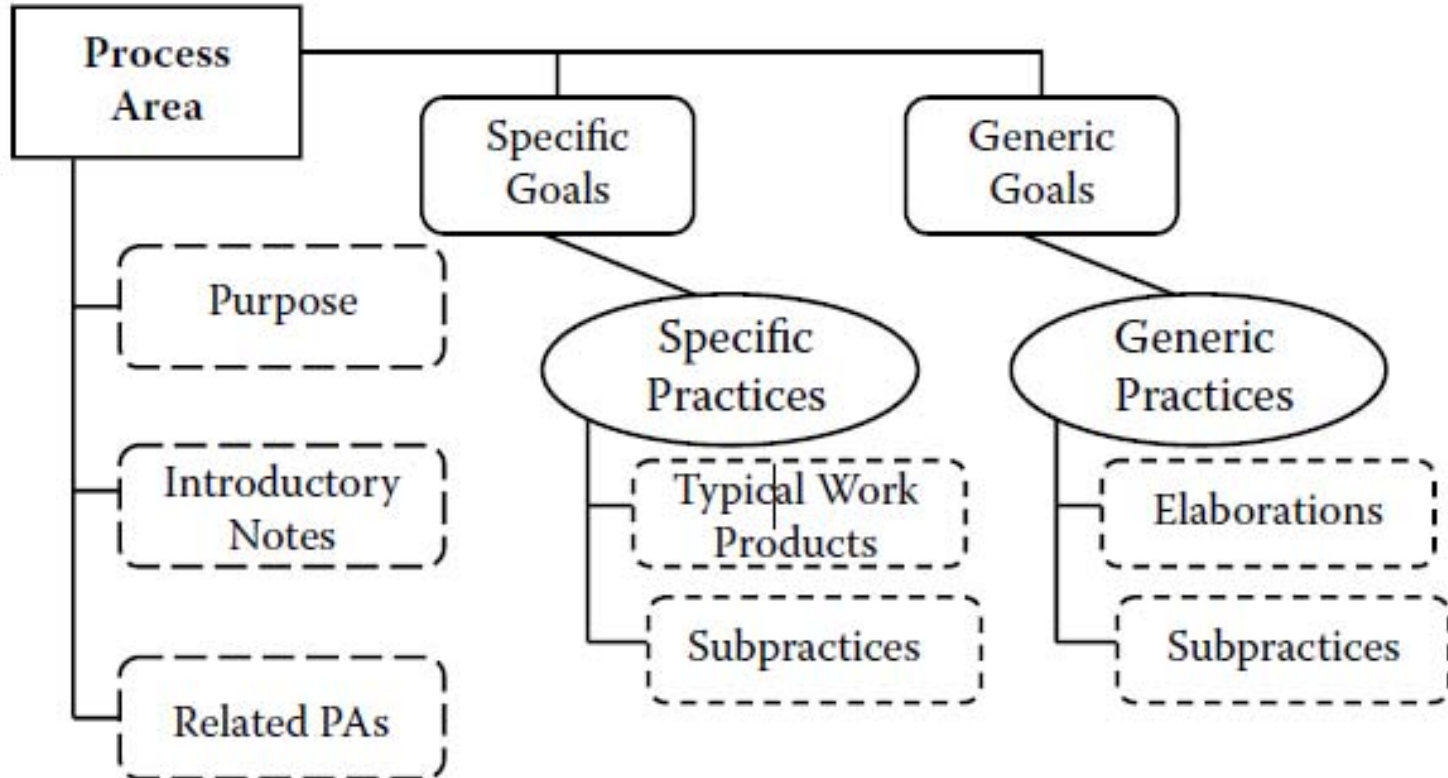 Process
Area
Specific
Goals
Generic
Goals
Purpose
Specific
Practices
Generic
Practices
Introductory
Notes
Typical Work
Products
Elaborations
Subpractices
Subpractices
Related PAs